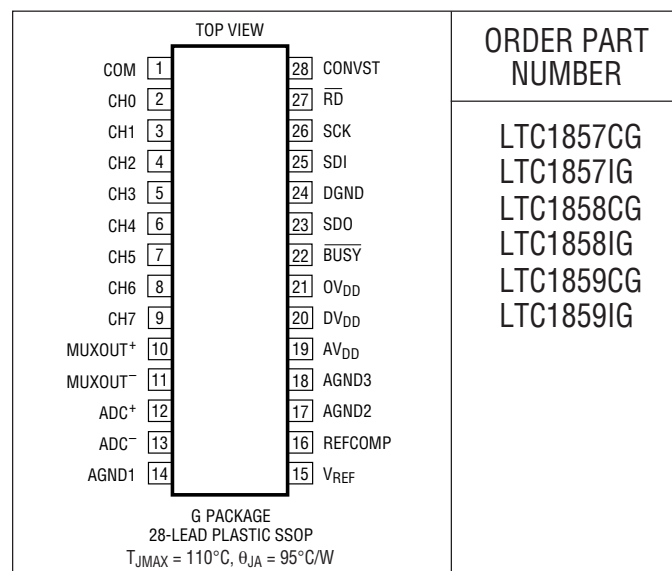 TOP VIEW
COM 1
CH0 2
CH1 3
CH2 4
CH3 5
CH4 6
CH5 7
CH6 8
CH7 9
MUXOUT⁺ 10
MUXOUT⁻ 11
ADC⁺ 12
ADC⁻ 13
AGND1 14
28 CONVST
27 R̅D̅
26 SCK
25 SDI
24 DGND
23 SDO
22 B̅U̅S̅Y̅
21 OVDD
20 DVDD
19 AVDD
18 AGND3
17 AGND2
16 REFCOMP
15 VREF
G PACKAGE
28-LEAD PLASTIC SSOP
TJMAX = 110°C, θJA = 95°C/W
ORDER PART
NUMBER
LTC1857CG
LTC1857IG
LTC1858CG
LTC1858IG
LTC1859CG
LTC1859IG